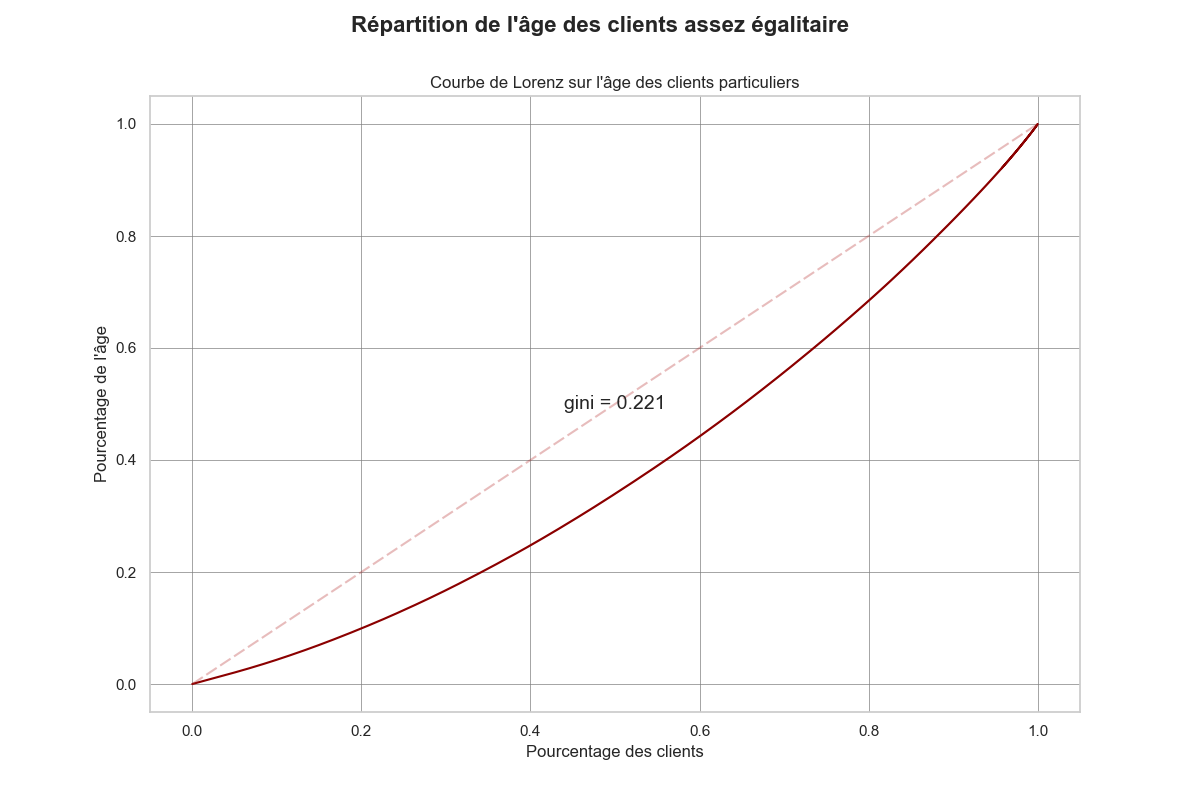 Répartition de l'âge des clients assez égalitaire
Courbe de Lorenz sur l'âge des clients particuliers
1.0
0.8
0.6
gini = 0.221
0.4
0.2
0.0
Pourcentage de l'âge
0.0 0.2 0.4 0.6 0.8 1.0
Pourcentage des clients